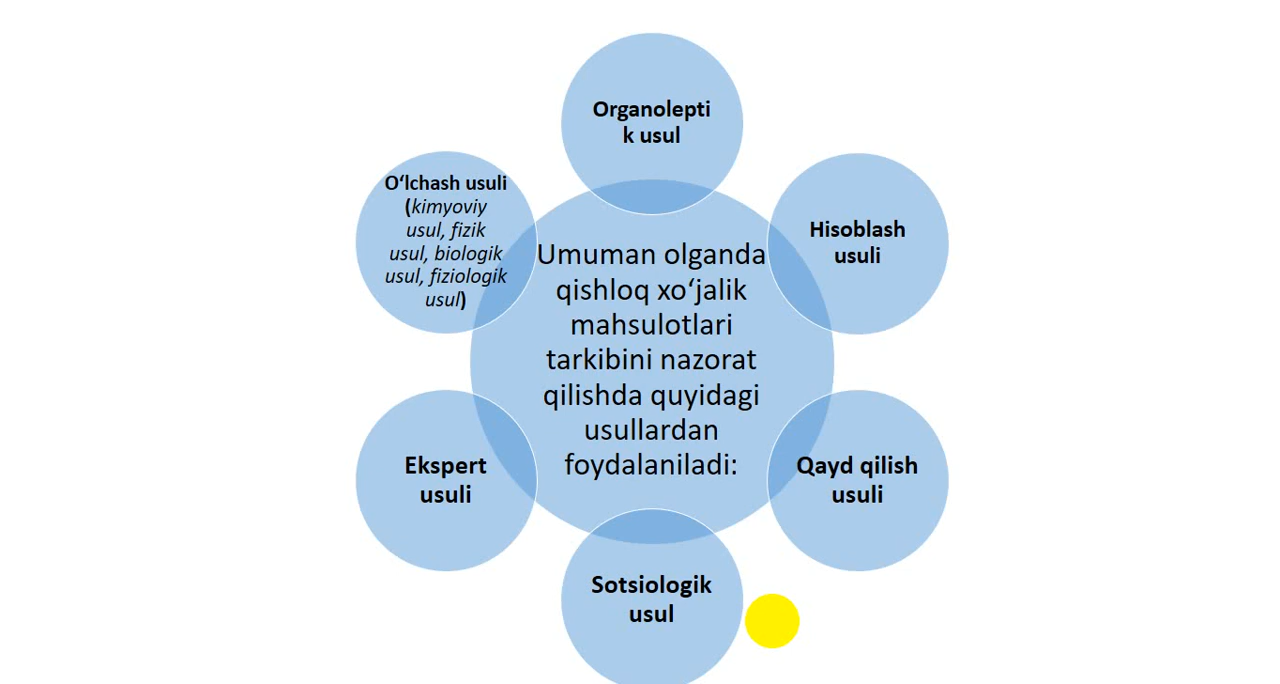 Organolepti
k usul
Hisoblash
usuli
Qayd qilish
usuli
Sotsiologik
usul
Ekspert
usuli
O‘lchash usuli
(kimyoviy
usul, fizik
usul, biologik
usul, fiziologik
usul)
Umuman olganda
qishloq xo‘jalik
mahsulotlari
tarkibini nazorat
qilishda quyidagi
usullardan
foydalaniladi: